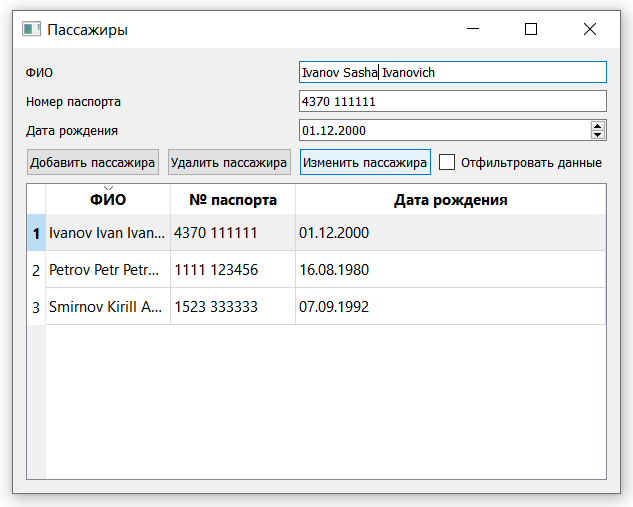 Пассажиры
ФИО Ivanov Sasha Ivanovich
Номер паспорта 4370 111111
Дата рождения 01.12.2000
Добавить пассажира Удалить пассажира Изменить пассажира Отфильтровать данные
ФИО № паспорта Дата рождения
1 Ivanov Ivan Ivan... 4370 111111 01.12.2000
2 Petrov Petr Petr... 1111 123456 16.08.1980
3 Smirnov Kirill A... 1523 333333 07.09.1992